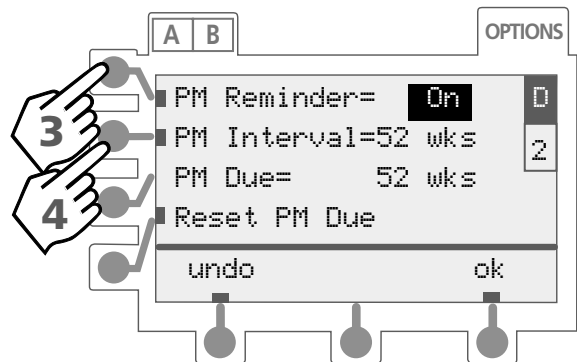 A B OPTIONS
PM Reminder= On D
3
PM Interval=52 wks 2
PM Due= 52 wks
4
Reset PM Due
undo ok